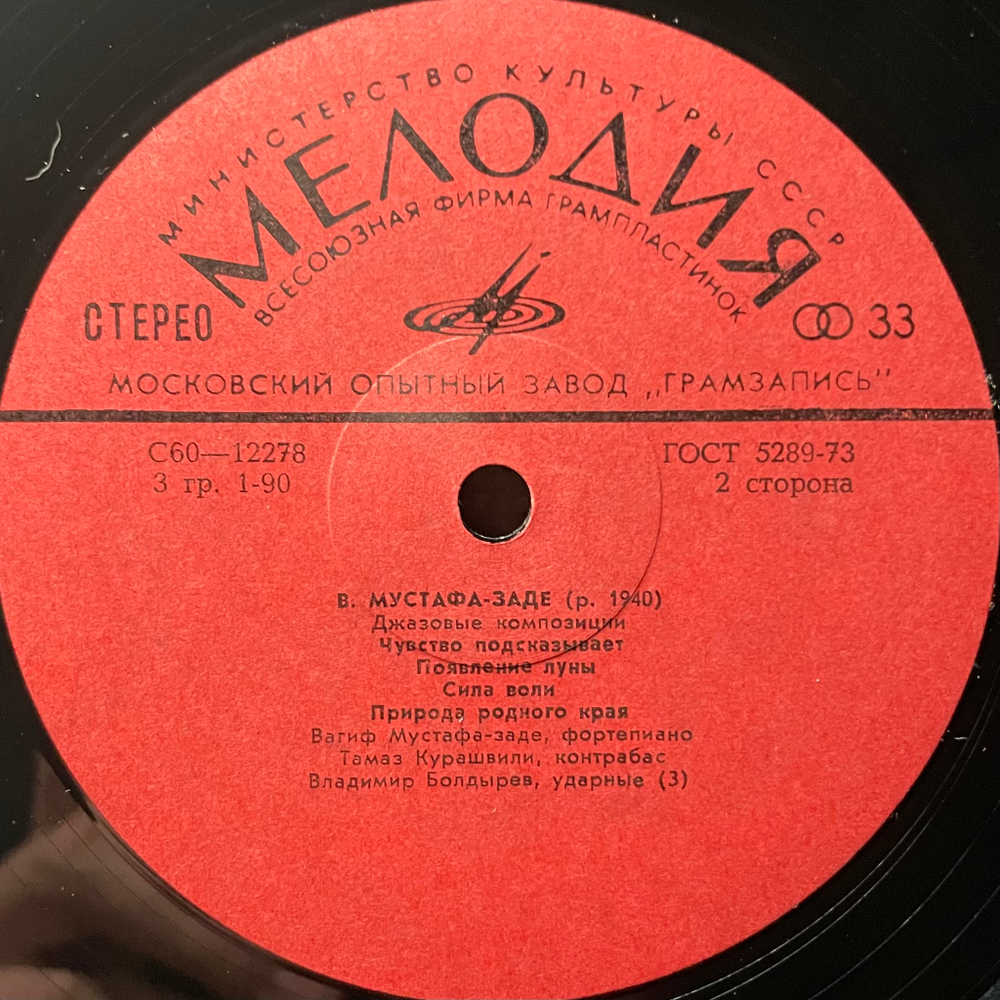 МИНИСТЕРСТВО КУЛЬТУРЫ СССР
МЕЛОДИЯ
ВСЕСОЮЗНАЯ ФИРМА ГРАМПЛАСТИНОК
СТЕРЕО
33
МОСКОВСКИЙ ОПЫТНЫЙ ЗАВОД „ГРАМЗАПИСЬ"
С60—12278
ГОСТ 5289-73
3 гр. 1-90
2 сторона
В. МУСТАФА-ЗАДЕ (р. 1940)
Джазовые композиции
Чувство подсказывает
Появление луны
Сила воли
Природа родного края
Вагиф Мустафа-заде, фортепиано
Тамаз Курашвили, контрабас
Владимир Болдырев, ударные (3)